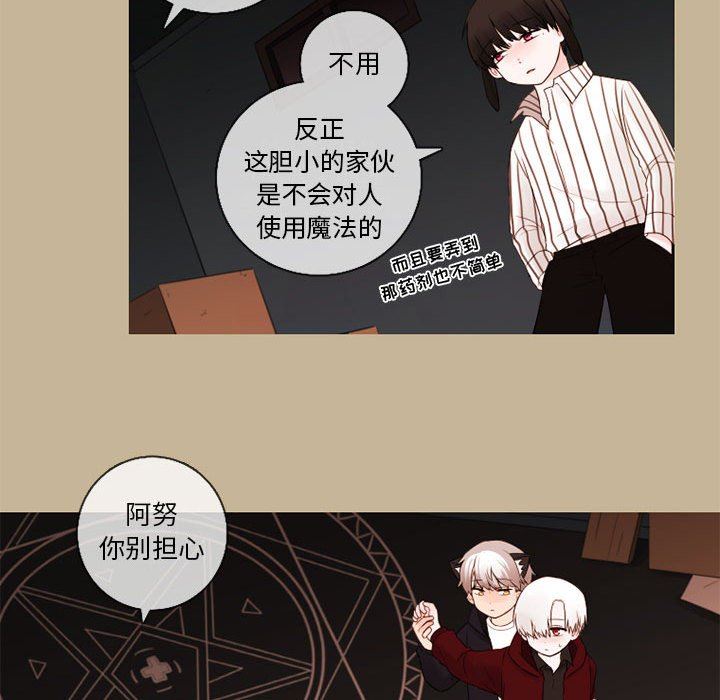 不用
反正
这胆小的家伙
是不会对人
使用魔法的
而且要弄到
那药剂也不简单
阿努
你别担心